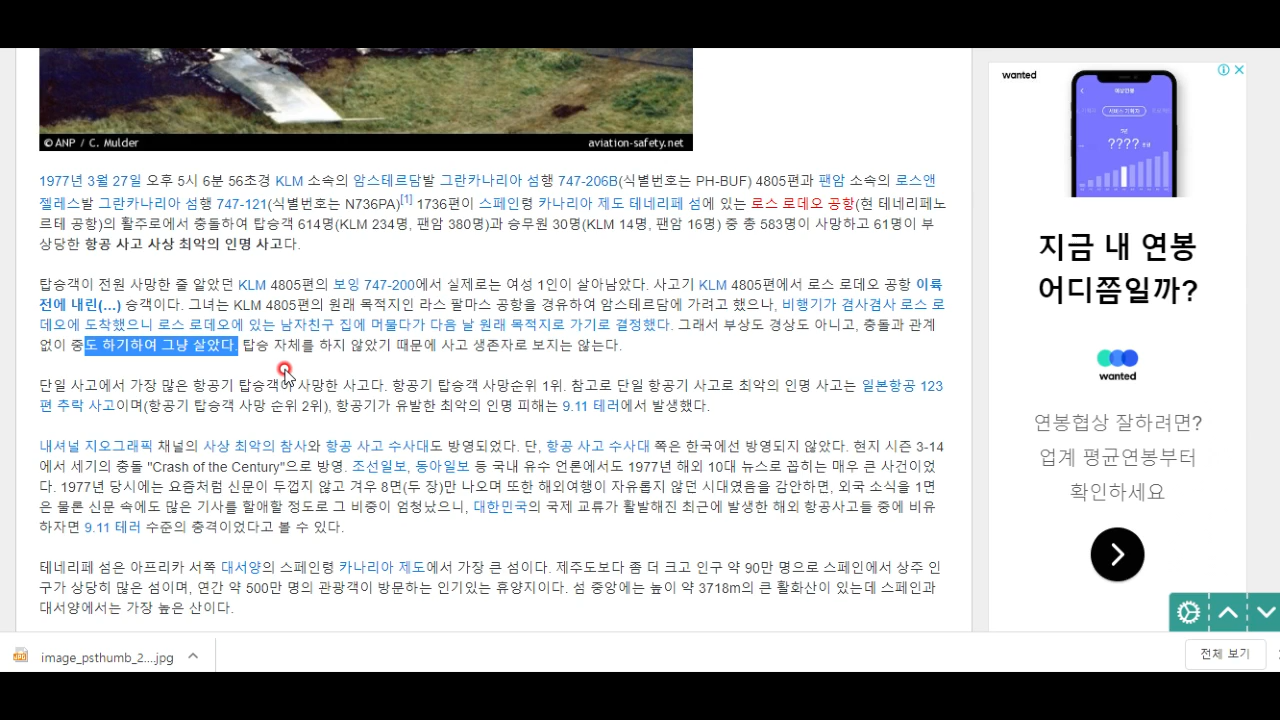 © ANP / C. Mulder
aviation-safety.net
1977년 3월 27일 오후 5시 6분 56초경 KLM 소속의 암스테르담발 그란카나리아 섬행 747-206B(식별번호는 PH-BUF) 4805편과 팬암 소속의 로스앤
젤레스발 그란카나리아 섬행 747-121(식별번호는 N736PA)[1] 1736편이 스페인령 카나리아 제도 테네리페 섬에 있는 로스 로데오 공항(현 테네리페노
르테 공항)의 활주로에서 충돌하여 탑승객 614명(KLM 234명, 팬암 380명)과 승무원 30명(KLM 14명, 팬암 16명) 중 총 583명이 사망하고 61명이 부
상당한 항공 사고 사상 최악의 인명 사고다.
탑승객이 전원 사망한 줄 알았던 KLM 4805편의 보잉 747-200에서 실제로는 여성 1인이 살아남았다. 사고기 KLM 4805편에서 로스 로데오 공항 이륙
전에 내린(...) 승객이다. 그녀는 KLM 4805편의 원래 목적지인 라스 팔마스 공항을 경유하여 암스테르담에 가려고 했으나, 비행기가 겸사겸사 로스 로
데오에 도착했으니 로스 로데오에 있는 남자친구 집에 머물다가 다음 날 원래 목적지로 가기로 결정했다. 그래서 부상도 경상도 아니고, 충돌과 관계
없이 중도 하기하여 그냥 살았다. 탑승 자체를 하지 않았기 때문에 사고 생존자로 보지는 않는다.
단일 사고에서 가장 많은 항공기 탑승객이 사망한 사고다. 항공기 탑승객 사망순위 1위. 참고로 단일 항공기 사고로 최악의 인명 사고는 일본항공 123
편 추락 사고이며(항공기 탑승객 사망 순위 2위), 항공기가 유발한 최악의 인명 피해는 9.11 테러에서 발생했다.
내셔널 지오그래픽 채널의 사상 최악의 참사와 항공 사고 수사대도 방영되었다. 단, 항공 사고 수사대 쪽은 한국에선 방영되지 않았다. 현지 시즌 3-14
에서 세기의 충돌 "Crash of the Century"으로 방영. 조선일보, 동아일보 등 국내 유수 언론에서도 1977년 해외 10대 뉴스로 꼽히는 매우 큰 사건이었
다. 1977년 당시에는 요즘처럼 신문이 두껍지 않고 겨우 8면(두 장)만 나오며 또한 해외여행이 자유롭지 않던 시대였음을 감안하면, 외국 소식을 1면
은 물론 신문 속에도 많은 기사를 할애할 정도로 그 비중이 엄청났으니, 대한민국의 국제 교류가 활발해진 최근에 발생한 해외 항공사고들 중에 비유
하자면 9.11 테러 수준의 충격이었다고 볼 수 있다.
테네리페 섬은 아프리카 서쪽 대서양의 스페인령 카나리아 제도에서 가장 큰 섬이다. 제주도보다 좀 더 크고 인구 약 90만 명으로 스페인에서 상주 인
구가 상당히 많은 섬이며, 연간 약 500만 명의 관광객이 방문하는 인기있는 휴양지이다. 섬 중앙에는 높이 약 3718m의 큰 활화산이 있는데 스페인과
대서양에서는 가장 높은 산이다.
wanted
????
지금 내 연봉
어디쯤일까?
wanted
연봉협상 잘하려면?
업계 평균연봉부터
확인하세요
image_psthumb_2....jpg
전체 보기